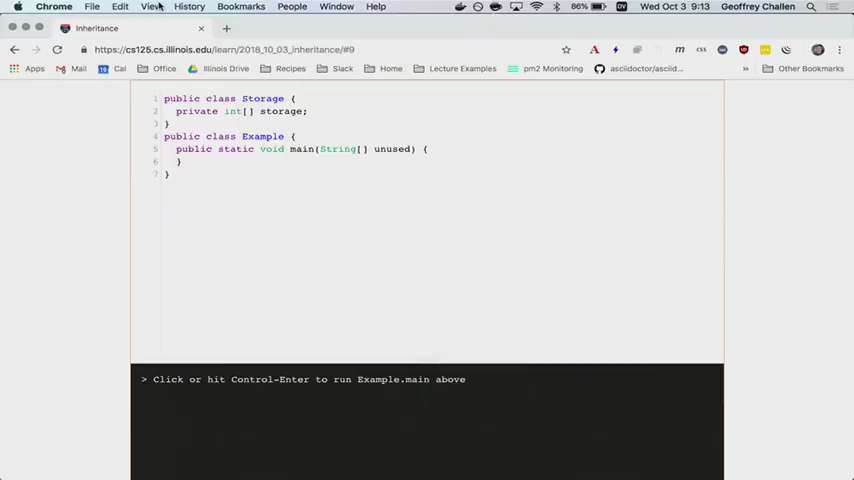 Chrome File Edit View History Bookmarks People Window Help 86% DV Wed Oct 3 9:13 Geoffrey Challen
Inheritance
https://cs125.cs.illinois.edu/learn/2018_10_03_inheritance/#9
Apps Mail Cal Office Illinois Drive Recipes Slack Home Lecture Examples pm2 Monitoring asciidoctor/asciid... » Other Bookmarks
1 public class Storage {
2 private int[] storage;
3 }
4 public class Example {
5 public static void main(String[] unused) {
6 }
7 }
> Click or hit Control-Enter to run Example.main above